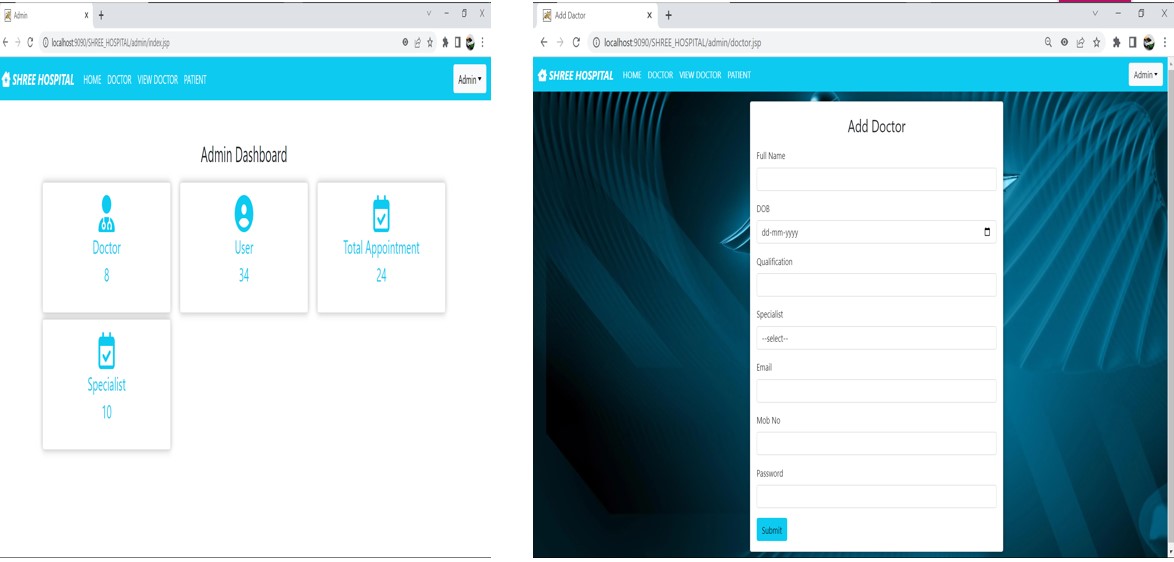 Admin
localhost:9090/SHREE_HOSPITAL/admin/index.jsp
SHREE HOSPITAL HOME DOCTOR VIEW DOCTOR PATIENT Admin
Admin Dashboard
Doctor
8
User
34
Total Appointment
24
Specialist
10
Add Dactor
localhost:9090/SHREE_HOSPITAL/admin/doctor.jsp
SHREE HOSPITAL HOME DOCTOR VIEW DOCTOR PATIENT Admin
Add Doctor
Full Name
DOB
dd-mm-yyyy
Qualification
Specialist
--select--
Email
Mob No
Password
Submit